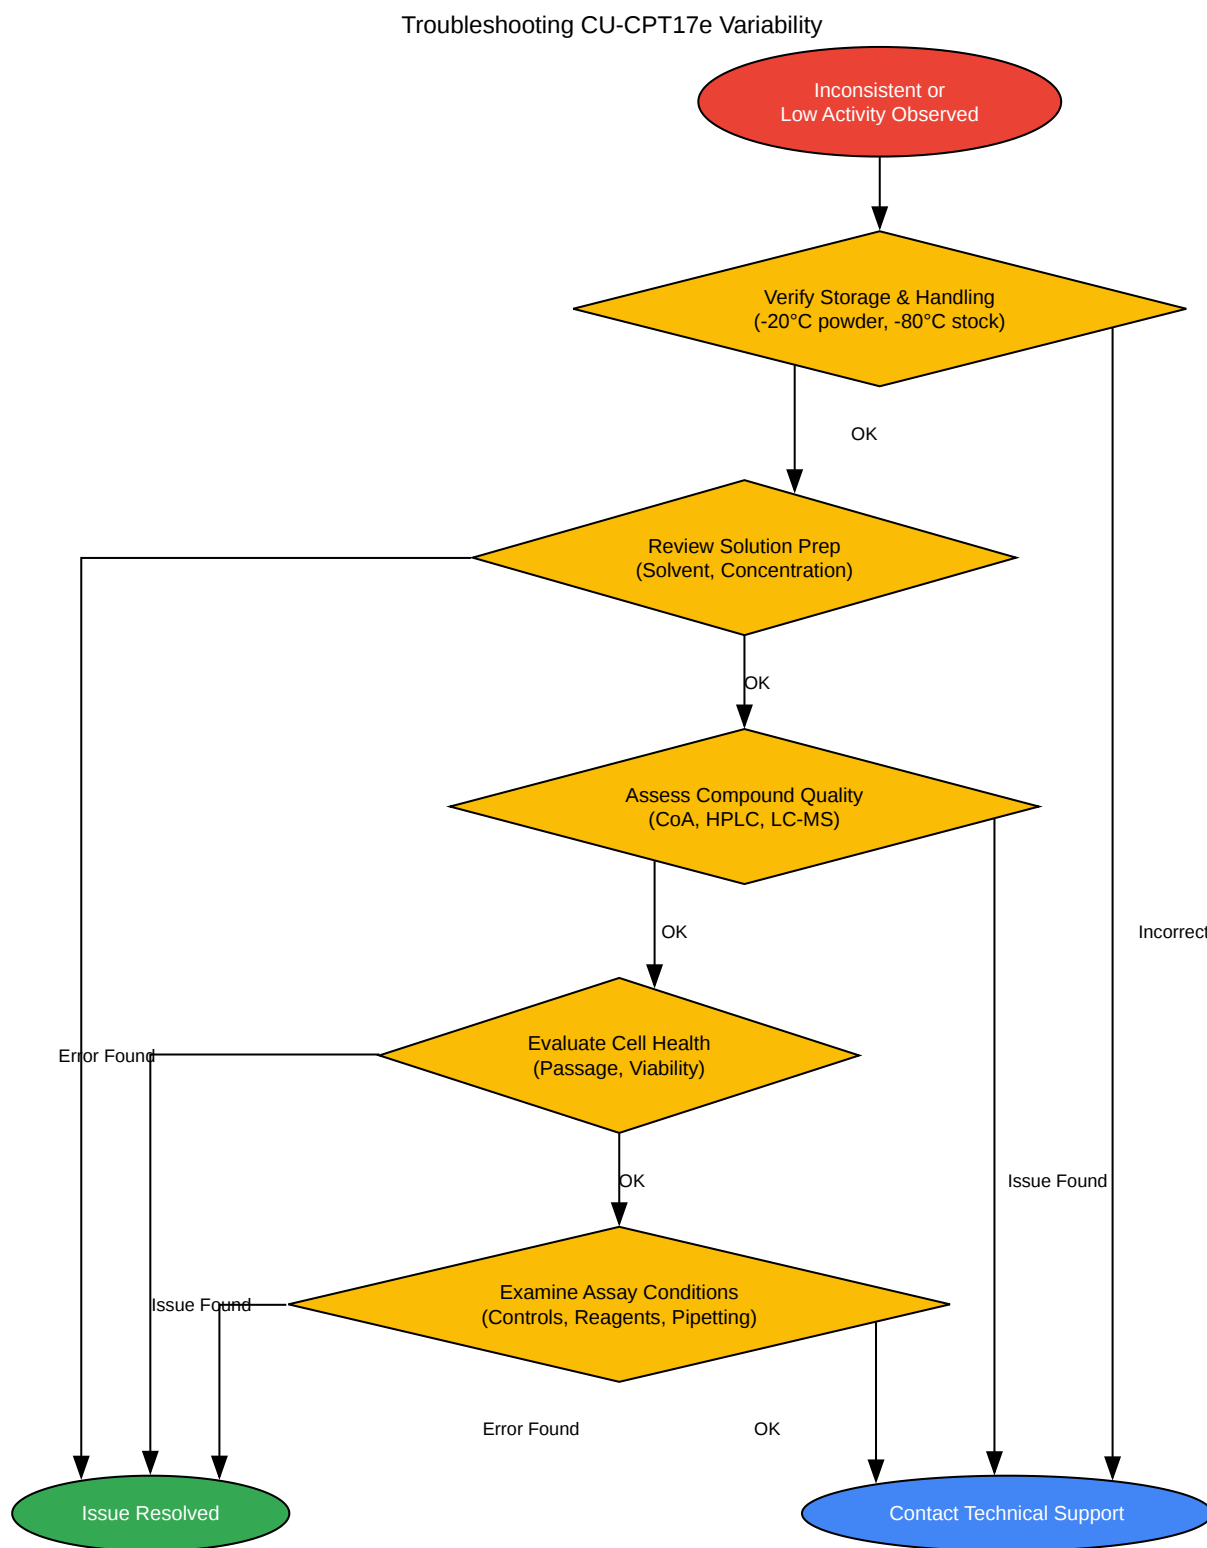 Troubleshooting CU-CPT17e Variability
Inconsistent or
Low Activity Observed
Verify Storage & Handling
(-20°C powder, -80°C stock)
OK
Review Solution Prep
(Solvent, Concentration)
OK
Assess Compound Quality
(CoA, HPLC, LC-MS)
OK
Incorrect
Evaluate Cell Health
(Passage, Viability)
Error Found
OK
Issue Found
Examine Assay Conditions
(Controls, Reagents, Pipetting)
Issue Found
Error Found
OK
Issue Resolved
Contact Technical Support